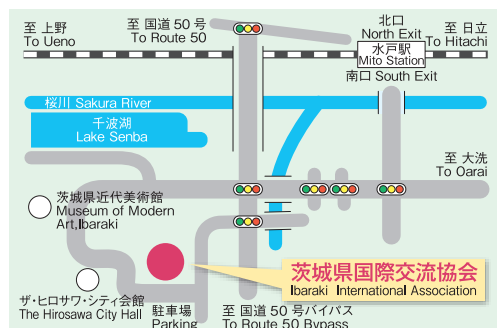 至 上野
To Ueno
至 国道 50 号
To Route 50
北口
North Exit
水戸駅
Mito Station
南口 South Exit
至 日立
To Hitachi
桜川 Sakura River
千波湖
Lake Senba
至 大洗
To Oarai
茨城県近代美術館
Museum of Modern
Art,Ibaraki
茨城県国際交流協会
Ibaraki International Association
ザ・ヒロサワ・シティ会館
The Hirosawa City Hall
駐車場
Parking
至 国道 50 号バイパス
To Route 50 Bypass